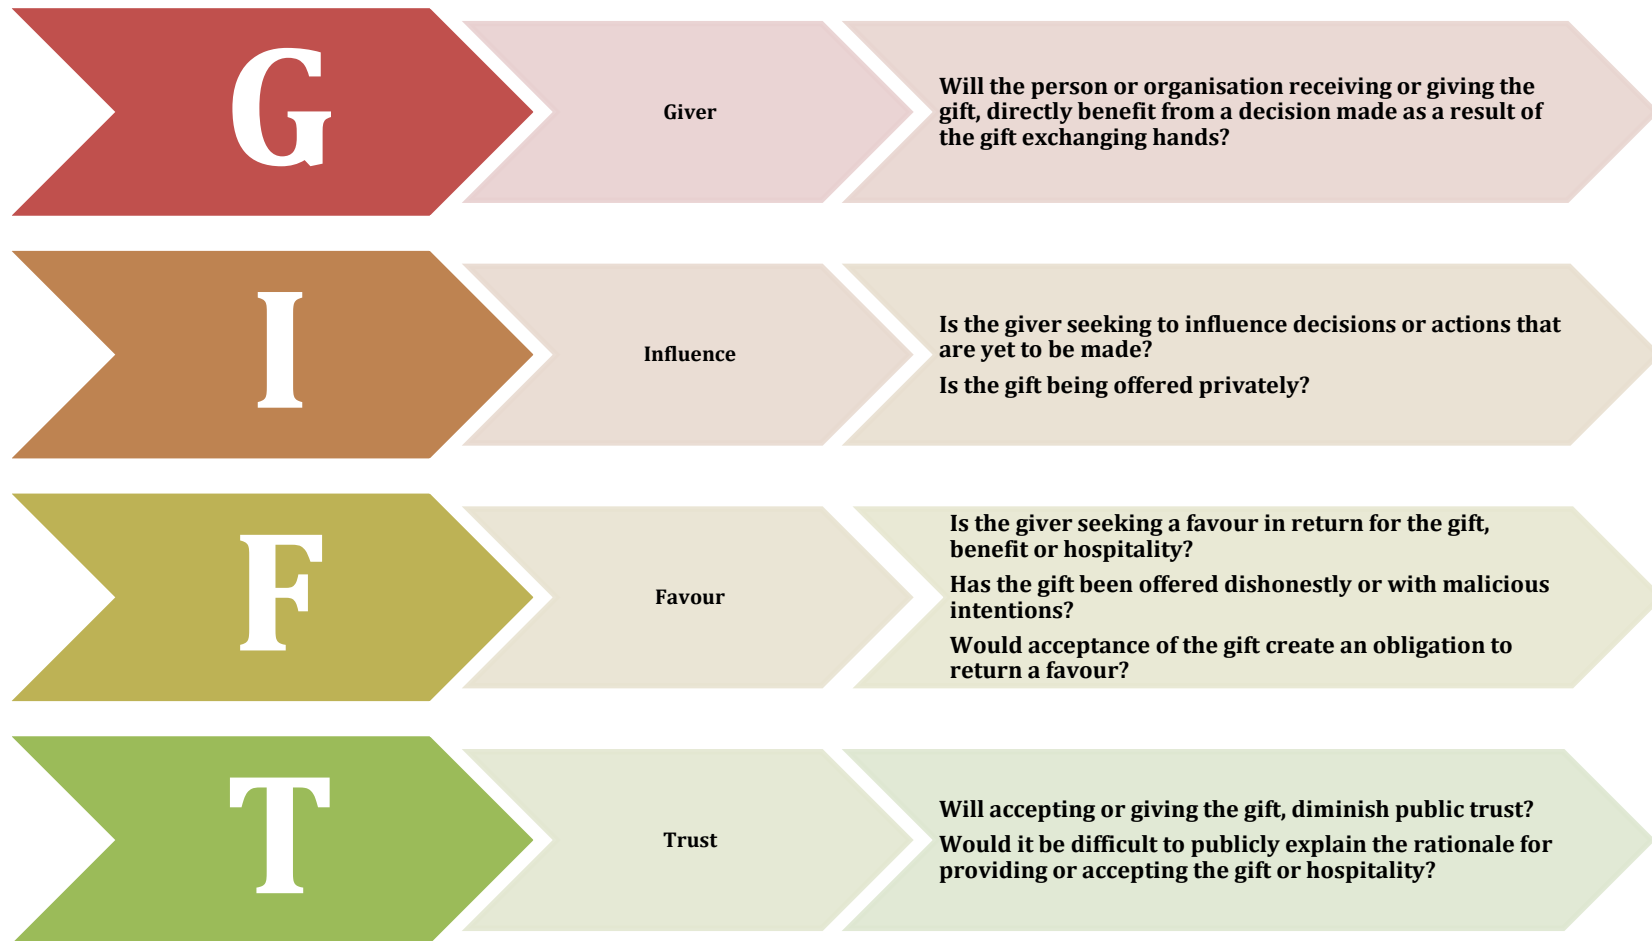 G
Giver
Will the person or organisation receiving or giving the
gift, directly benefit from a decision made as a result of
the gift exchanging hands?
I
Influence
Is the giver seeking to influence decisions or actions that
are yet to be made?
Is the gift being offered privately?
F
Favour
Is the giver seeking a favour in return for the gift,
benefit or hospitality?
Has the gift been offered dishonestly or with malicious
intentions?
Would acceptance of the gift create an obligation to
return a favour?
T
Trust
Will accepting or giving the gift, diminish public trust?
Would it be difficult to publicly explain the rationale for
providing or accepting the gift or hospitality?